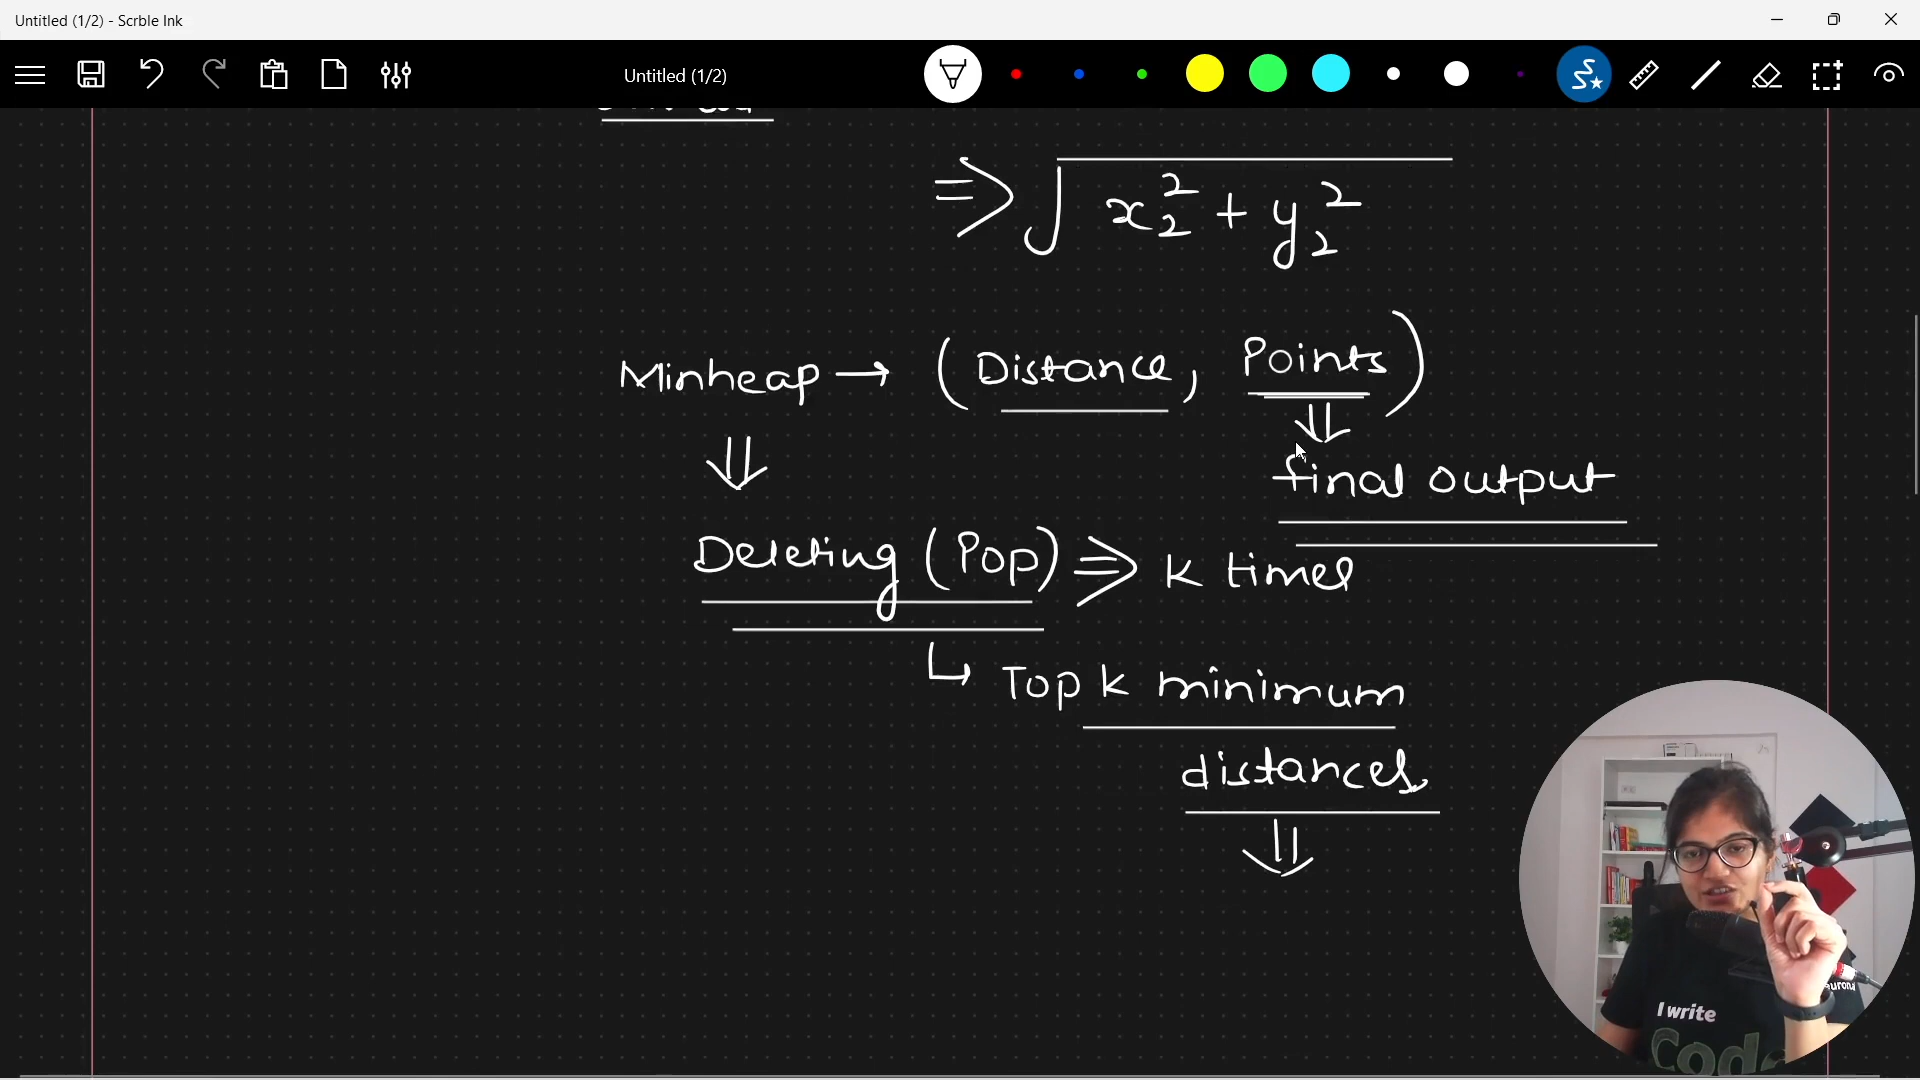 Untitled (1/2) - Scrble Ink
Untitled (1/2)
⇒ √ x₂² + y₂²
Minheap → (Distance, Points)
⇓ ⇓
final output
Deleting (Pop) ⇒ K times
↳ Top k minimum
distances
⇓
I write
Code